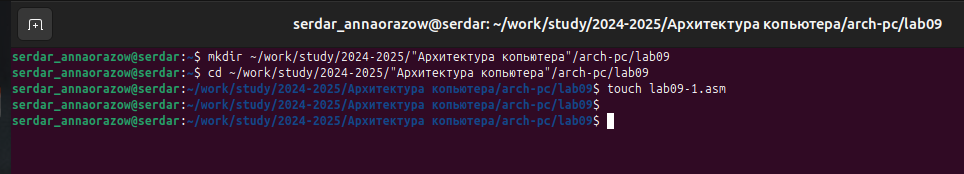 serdar_annaorazow@serdar: ~/work/study/2024-2025/Архитектура копьютера/arch-pc/lab09
serdar_annaorazow@serdar:~$ mkdir ~/work/study/2024-2025/"Архитектура копьютера"/arch-pc/lab09
serdar_annaorazow@serdar:~$ cd ~/work/study/2024-2025/"Архитектура копьютера"/arch-pc/lab09
serdar_annaorazow@serdar:~/work/study/2024-2025/Архитектура копьютера/arch-pc/lab09$ touch lab09-1.asm
serdar_annaorazow@serdar:~/work/study/2024-2025/Архитектура копьютера/arch-pc/lab09$
serdar_annaorazow@serdar:~/work/study/2024-2025/Архитектура копьютера/arch-pc/lab09$